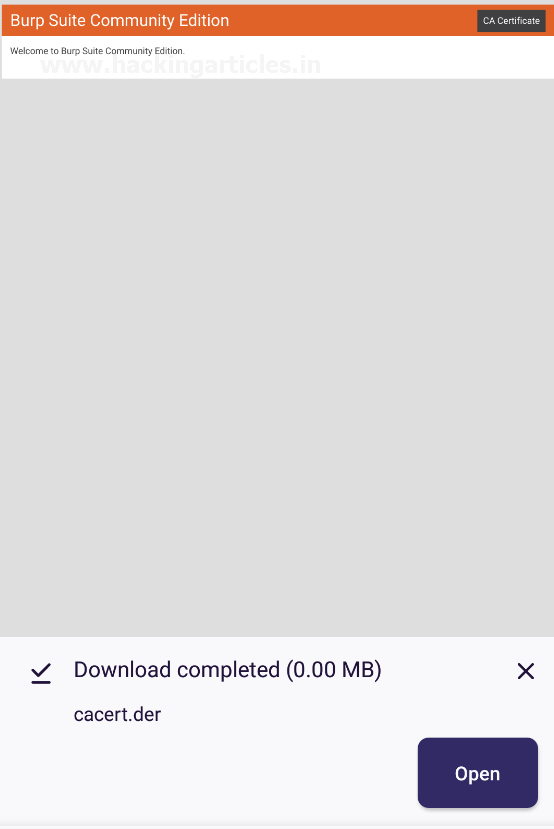 Burp Suite Community Edition
CA Certificate
Welcome to Burp Suite Community Edition.
www.hackingarticles.in
Download completed (0.00 MB)
cacert.der
Open